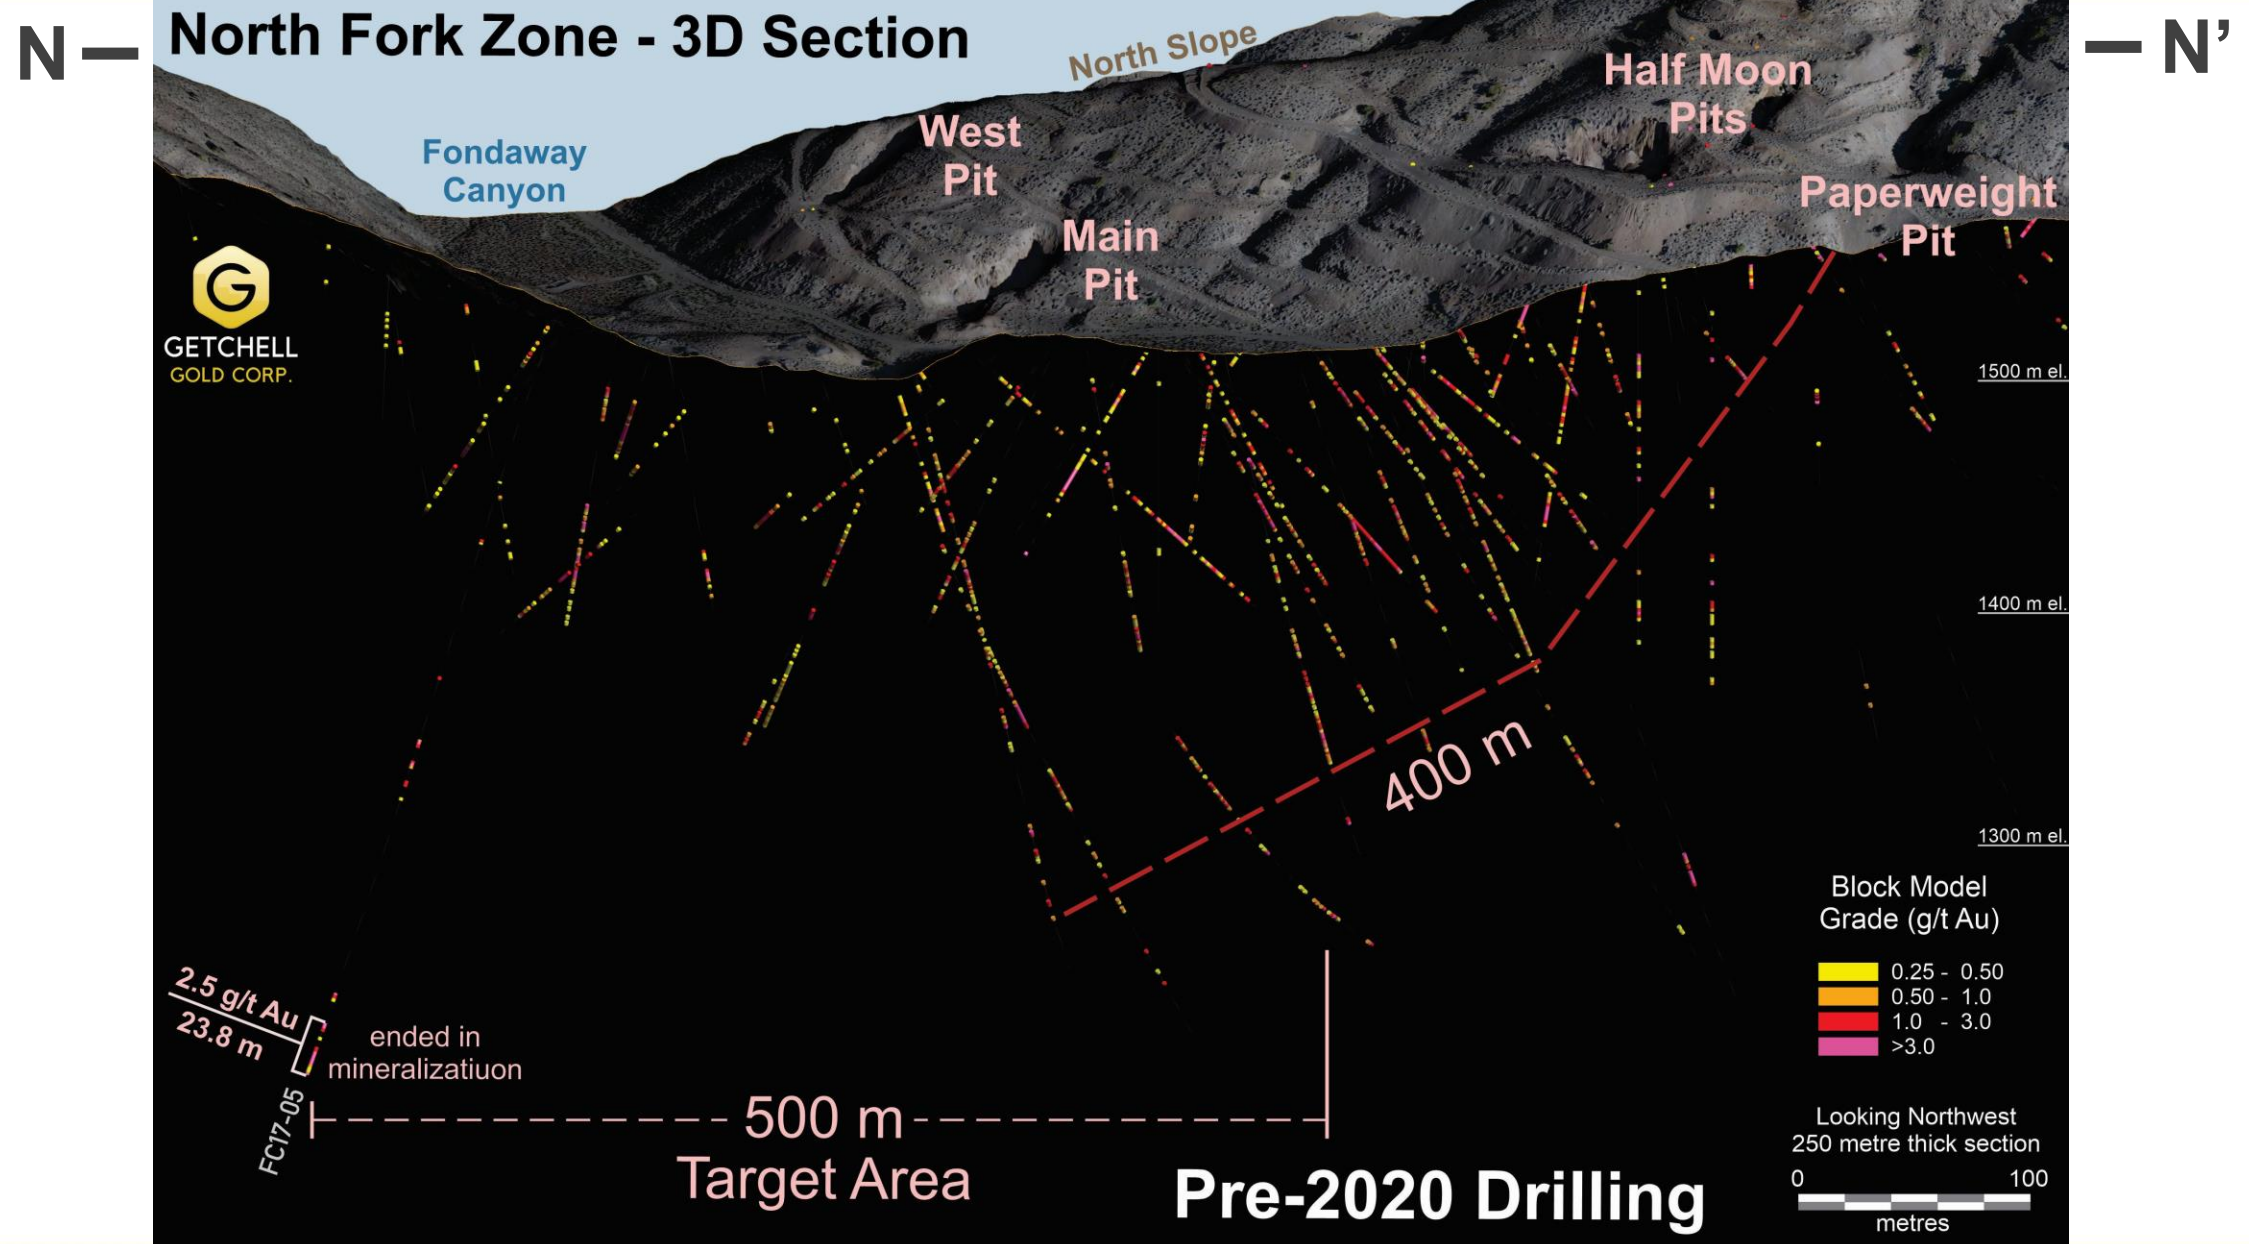 N
North Fork Zone - 3D Section
N’
North Slope
Half Moon
Pits
West
Pit
Fondaway
Canyon
Paperweight
Pit
Main
Pit
G
GETCHELL
GOLD CORP.
1500 m el.
1400 m el.
400 m
1300 m el.
Block Model
Grade (g/t Au)
0.25 - 0.50
0.50 - 1.0
1.0 - 3.0
>3.0
2.5 g/t Au
23.8 m
ended in
mineralizatiuon
FC17-05
500 m
Target Area
Pre-2020 Drilling
Looking Northwest
250 metre thick section
0 100
metres